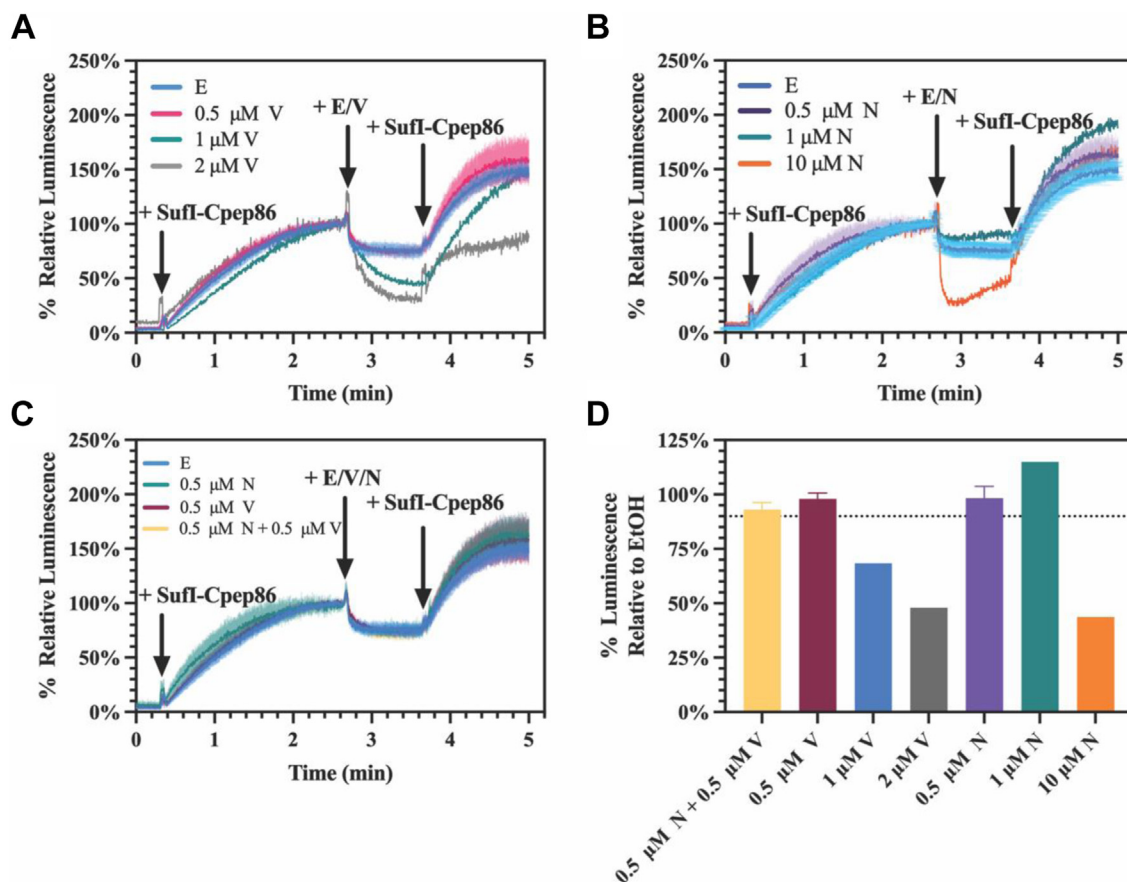 A
250%
200%
150%
100%
50%
0%
% Relative Luminescence
E
0.5 µM V
1 µM V
2 µM V
+ E/V
+ SufI-Cpep86
+ SufI-Cpep86
0 1 2 3 4 5
Time (min)
B
250%
200%
150%
100%
50%
0%
% Relative Luminescence
E
0.5 µM N
1 µM N
10 µM N
+ E/N
+ SufI-Cpep86
+ SufI-Cpep86
0 1 2 3 4 5
Time (min)
C
250%
200%
150%
100%
50%
0%
% Relative Luminescence
E
0.5 µM N
0.5 µM V
0.5 µM N + 0.5 µM V
+ E/V/N
+ SufI-Cpep86
+ SufI-Cpep86
0 1 2 3 4 5
Time (min)
D
125%
100%
75%
50%
25%
0%
% Luminescence
Relative to EtOH
0.5 µM N + 0.5 µM V
0.5 µM V
1 µM V
2 µM V
0.5 µM N
1 µM N
10 µM N